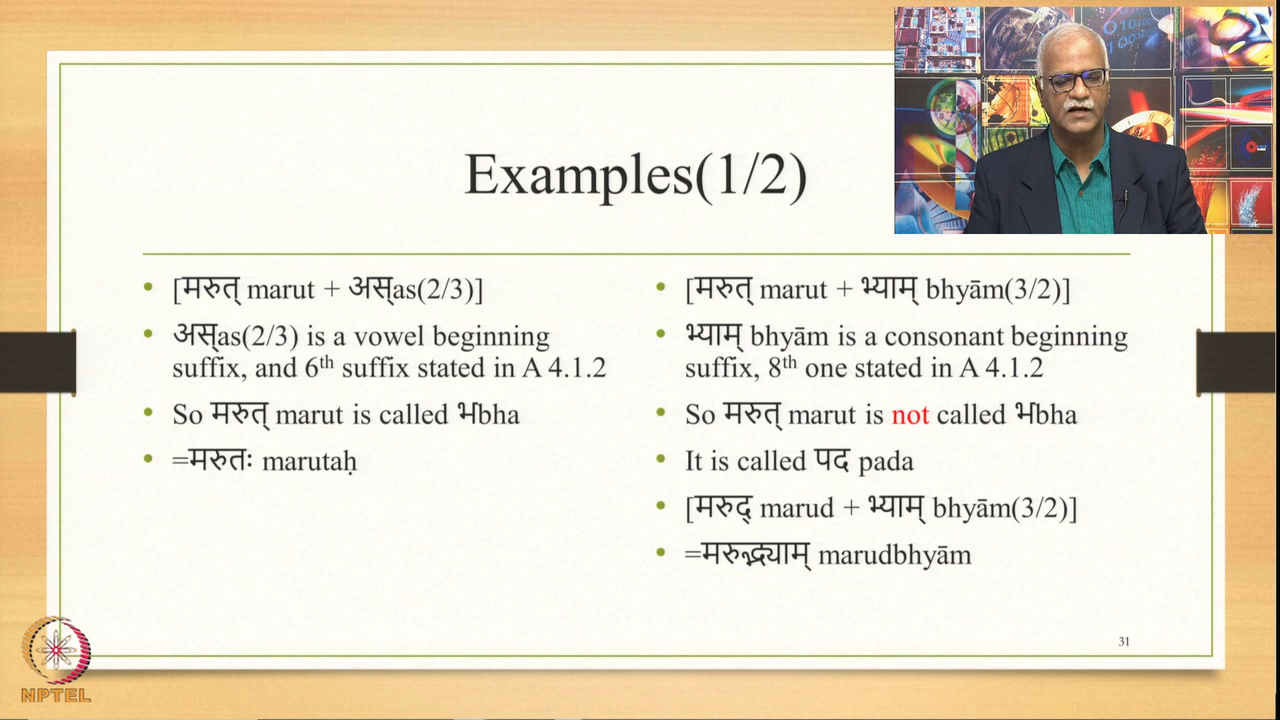 Examples(1/2)
[मरुत् marut + अस्as(2/3)]
अस्as(2/3) is a vowel beginning
suffix, and 6th suffix stated in A 4.1.2
So मरुत् marut is called भbha
=मरुतः marutaḥ
[मरुत् marut + भ्याम् bhyām(3/2)]
भ्याम् bhyām is a consonant beginning
suffix, 8th one stated in A 4.1.2
So मरुत् marut is not called भbha
It is called पद pada
[मरुद् marud + भ्याम् bhyām(3/2)]
=मरुद्भ्याम् marudbhyām
31
NPTEL